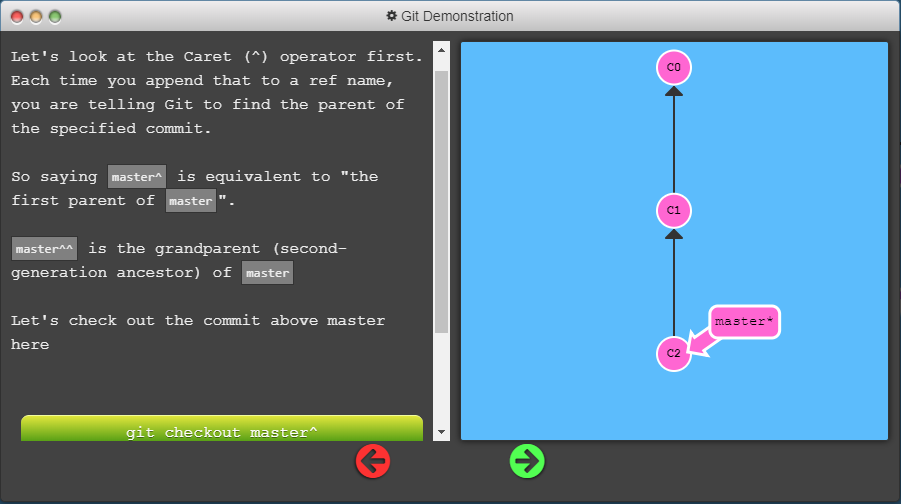 Git Demonstration
Let's look at the Caret (^) operator first.
Each time you append that to a ref name,
you are telling Git to find the parent of
the specified commit.
So saying master^ is equivalent to "the
first parent of master".
master^^ is the grandparent (second-
generation ancestor) of master
Let's check out the commit above master
here
git checkout master^
C0
C1
master*
C2